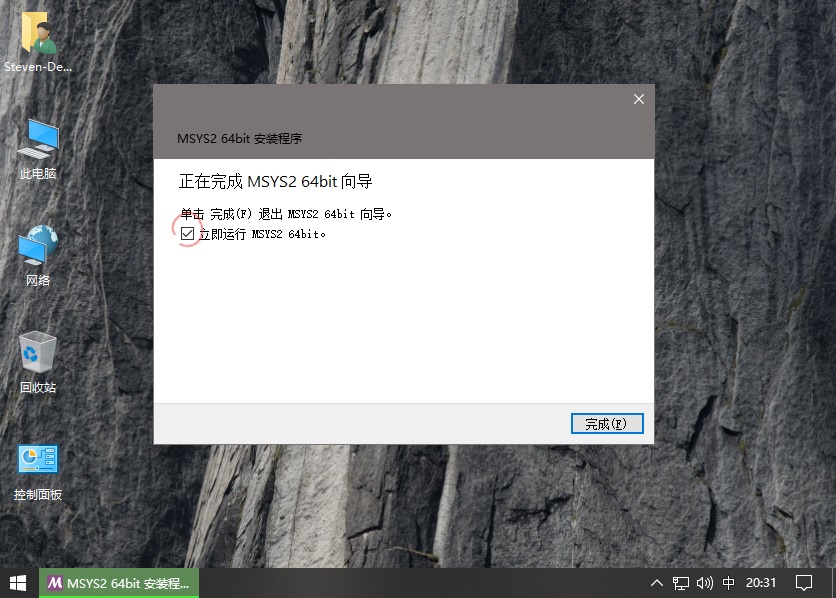 Steven-De...
此电脑
网络
回收站
控制面板
MSYS2 64bit 安装程序
正在完成 MSYS2 64bit 向导
单击 完成(F) 退出 MSYS2 64bit 向导。
立即运行 MSYS2 64bit。
完成(F)
MSYS2 64bit 安装程...
中
20:31